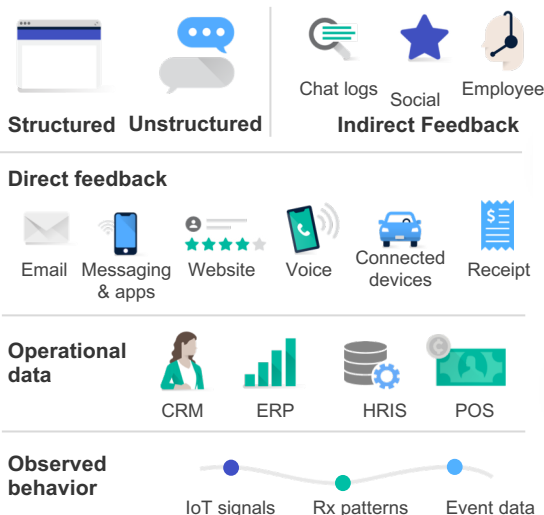 Chat logs
Social
Employee
Structured
Unstructured
Indirect Feedback
Direct feedback
Email
Messaging
& apps
Website
Voice
Connected
devices
Receipt
Operational
data
CRM
ERP
HRIS
POS
Observed
behavior
IoT signals
Rx patterns
Event data